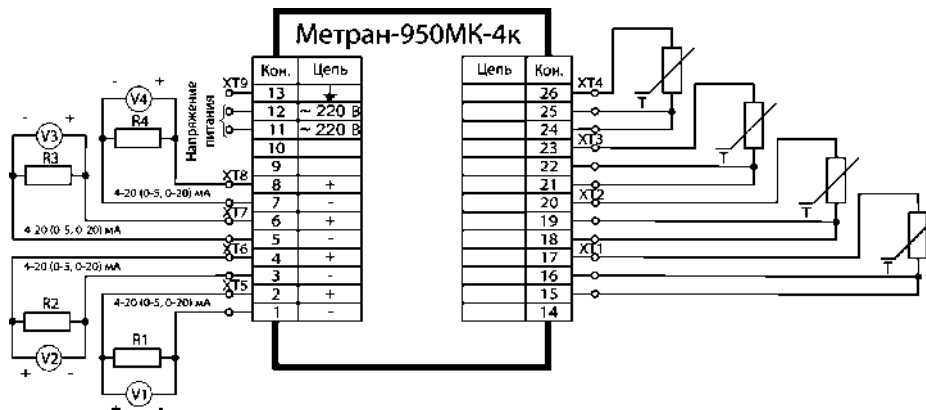 Метран-950МК-4к
Кон. Цепь
13
12 ~ 220 В
11 ~ 220 В
10
9
8 +
7 -
6 +
5 -
4 +
3 -
2 +
1 -
Цепь Кон.
26
25
24
23
22
21
20
19
18
17
16
15
14
XT9
Напряжение
питания
XT8
4-20 (0-5, 0-20) мА
XT7
4-20 (0-5, 0-20) мА
XT6
4-20 (0-5, 0-20) мА
XT5
4-20 (0-5, 0-20) мА
- V4 +
R4
- V3 +
R3
R2
+ V2 -
R1
V1
+ -
XT4
T
XT3
T
XT2
T
XT1
T